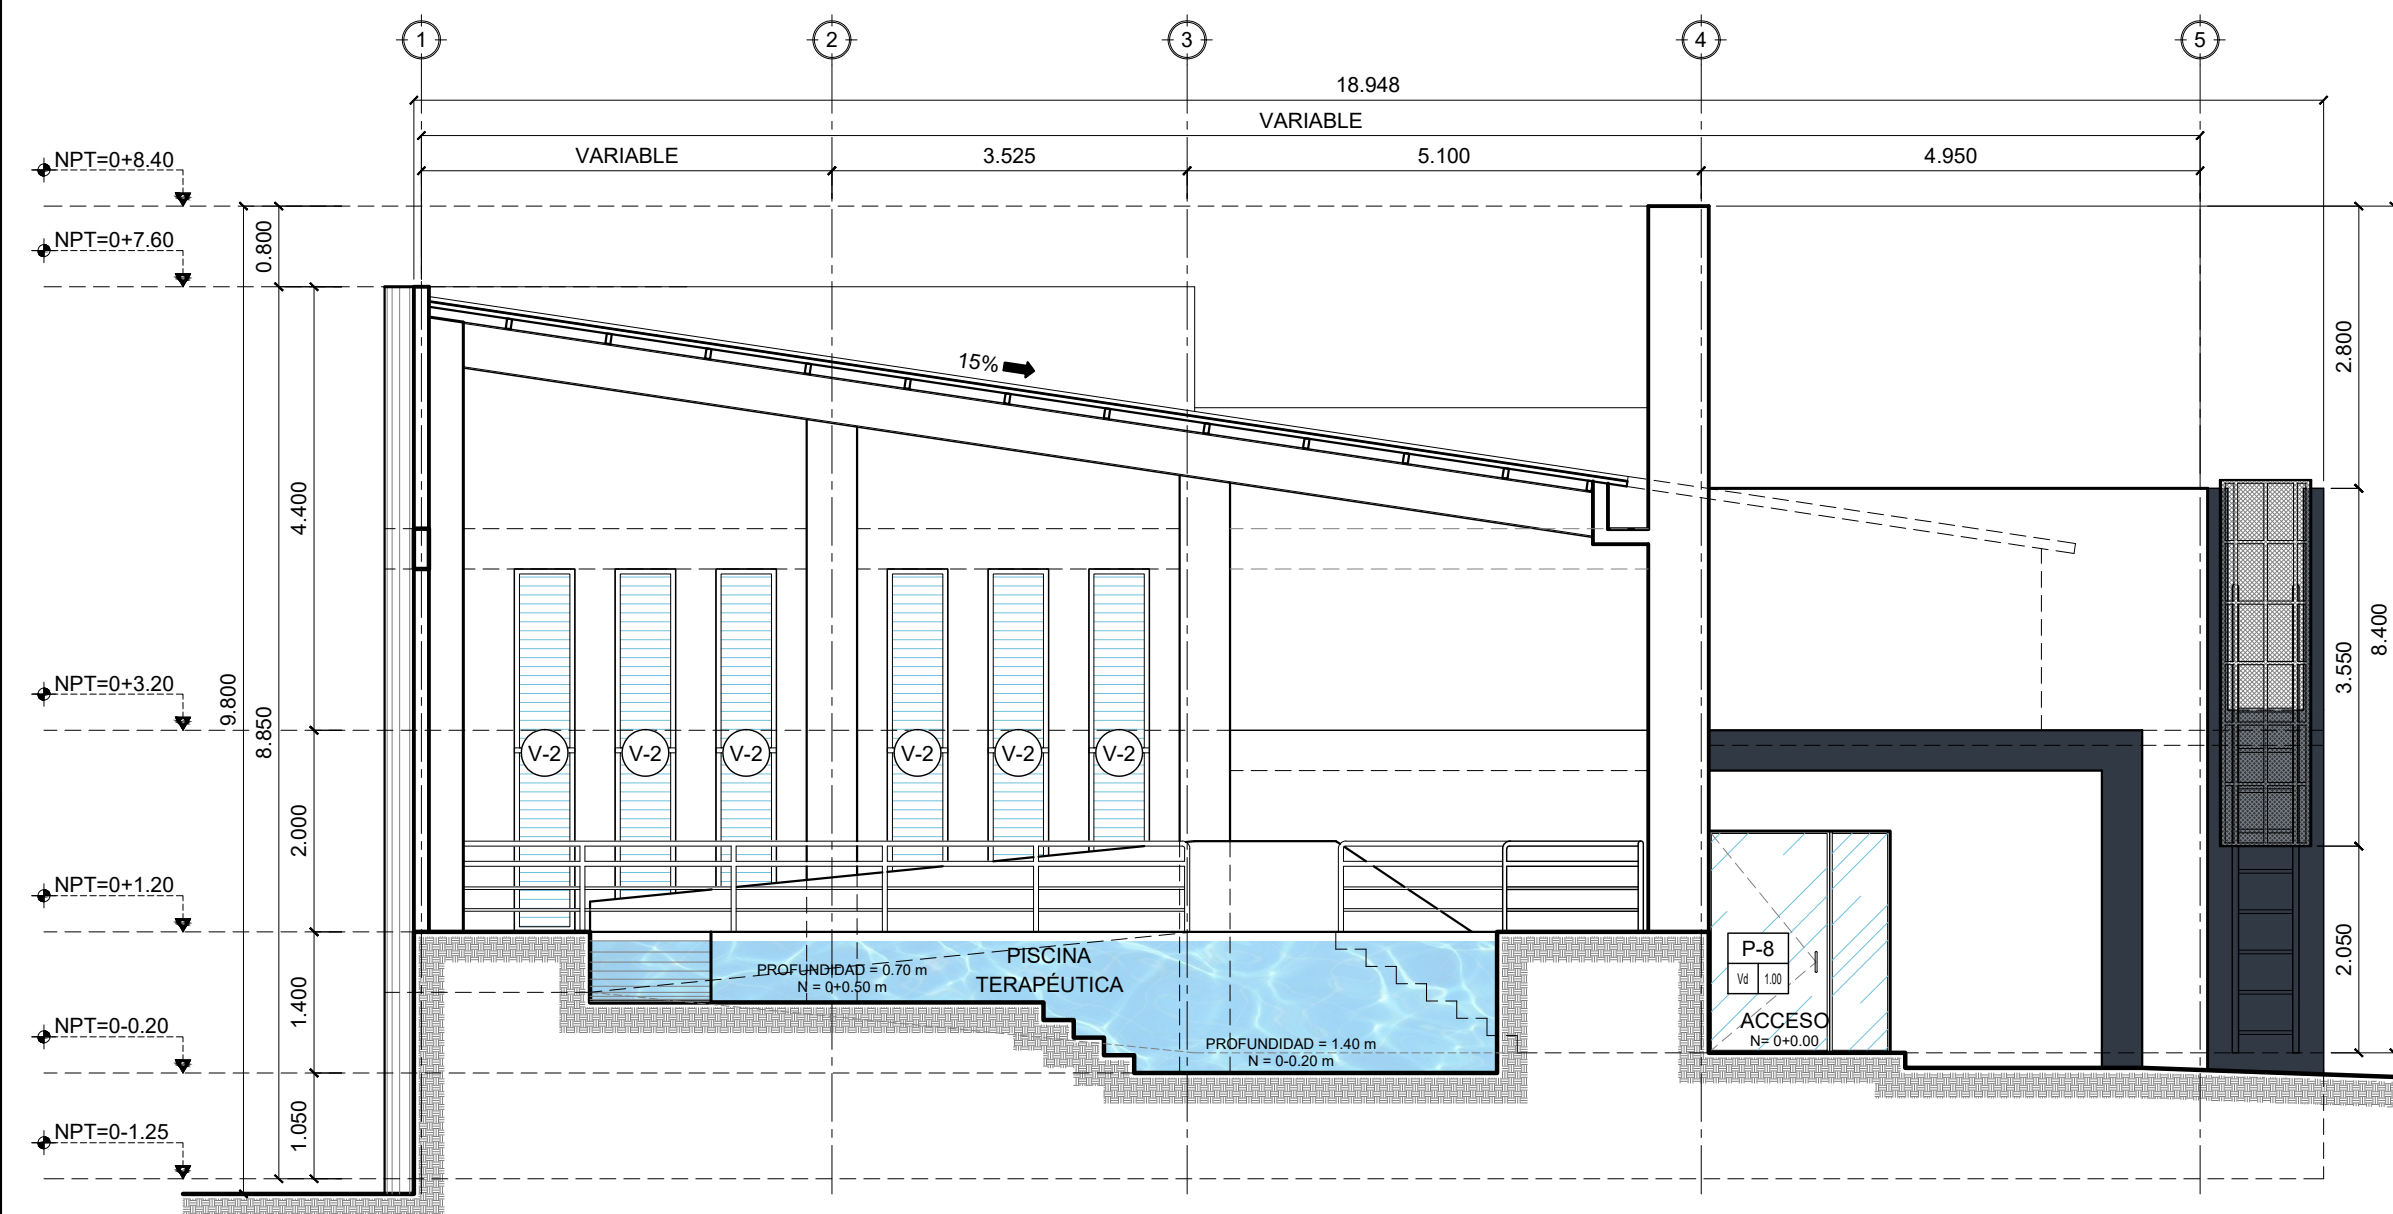 1
2
3
4
5
18.948
VARIABLE
VARIABLE
3.525
5.100
4.950
NPT=0+8.40
NPT=0+7.60
0.800
15%
2.800
4.400
8.400
3.550
NPT=0+3.20
9.800
8.850
V-2
V-2
V-2
V-2
V-2
V-2
2.000
NPT=0+1.20
PISCINA
TERAPÉUTICA
PROFUNDIDAD = 0.70 m
N = 0+0.50 m
P-8
Vd
1.00
2.050
1.400
NPT=0-0.20
ACCESO
N= 0+0.00
PROFUNDIDAD = 1.40 m
N = 0-0.20 m
1.050
NPT=0-1.25